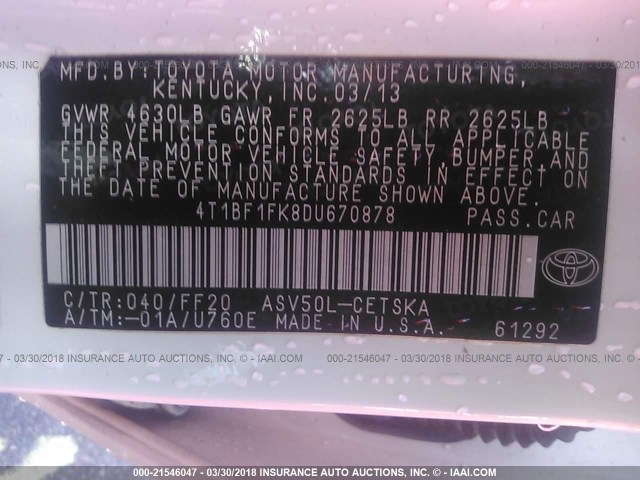 MFD.BY:TOYOTA MOTOR MANUFACTURING,
KENTUCKY, INC. 03/13
GVWR 4630LB GAWR FR 2625LB RR 2625LB
THIS VEHICLE CONFORMS TO ALL APPLICABLE
FEDERAL MOTOR VEHICLE SAFETY, BUMPER, AND
THEFT PREVENTION STANDARDS IN EFFECT ON
THE DATE OF MANUFACTURE SHOWN ABOVE.
4T1BF1FK8DU670878 PASS.CAR
C/TR:040/FF20 ASV50L-CETSKA
A/TM:-01A/U760E MADE IN U.S.A. 61292
000-21546047 - 03/30/2018 INSURANCE AUTO AUCTIONS - © - IAAI.COM